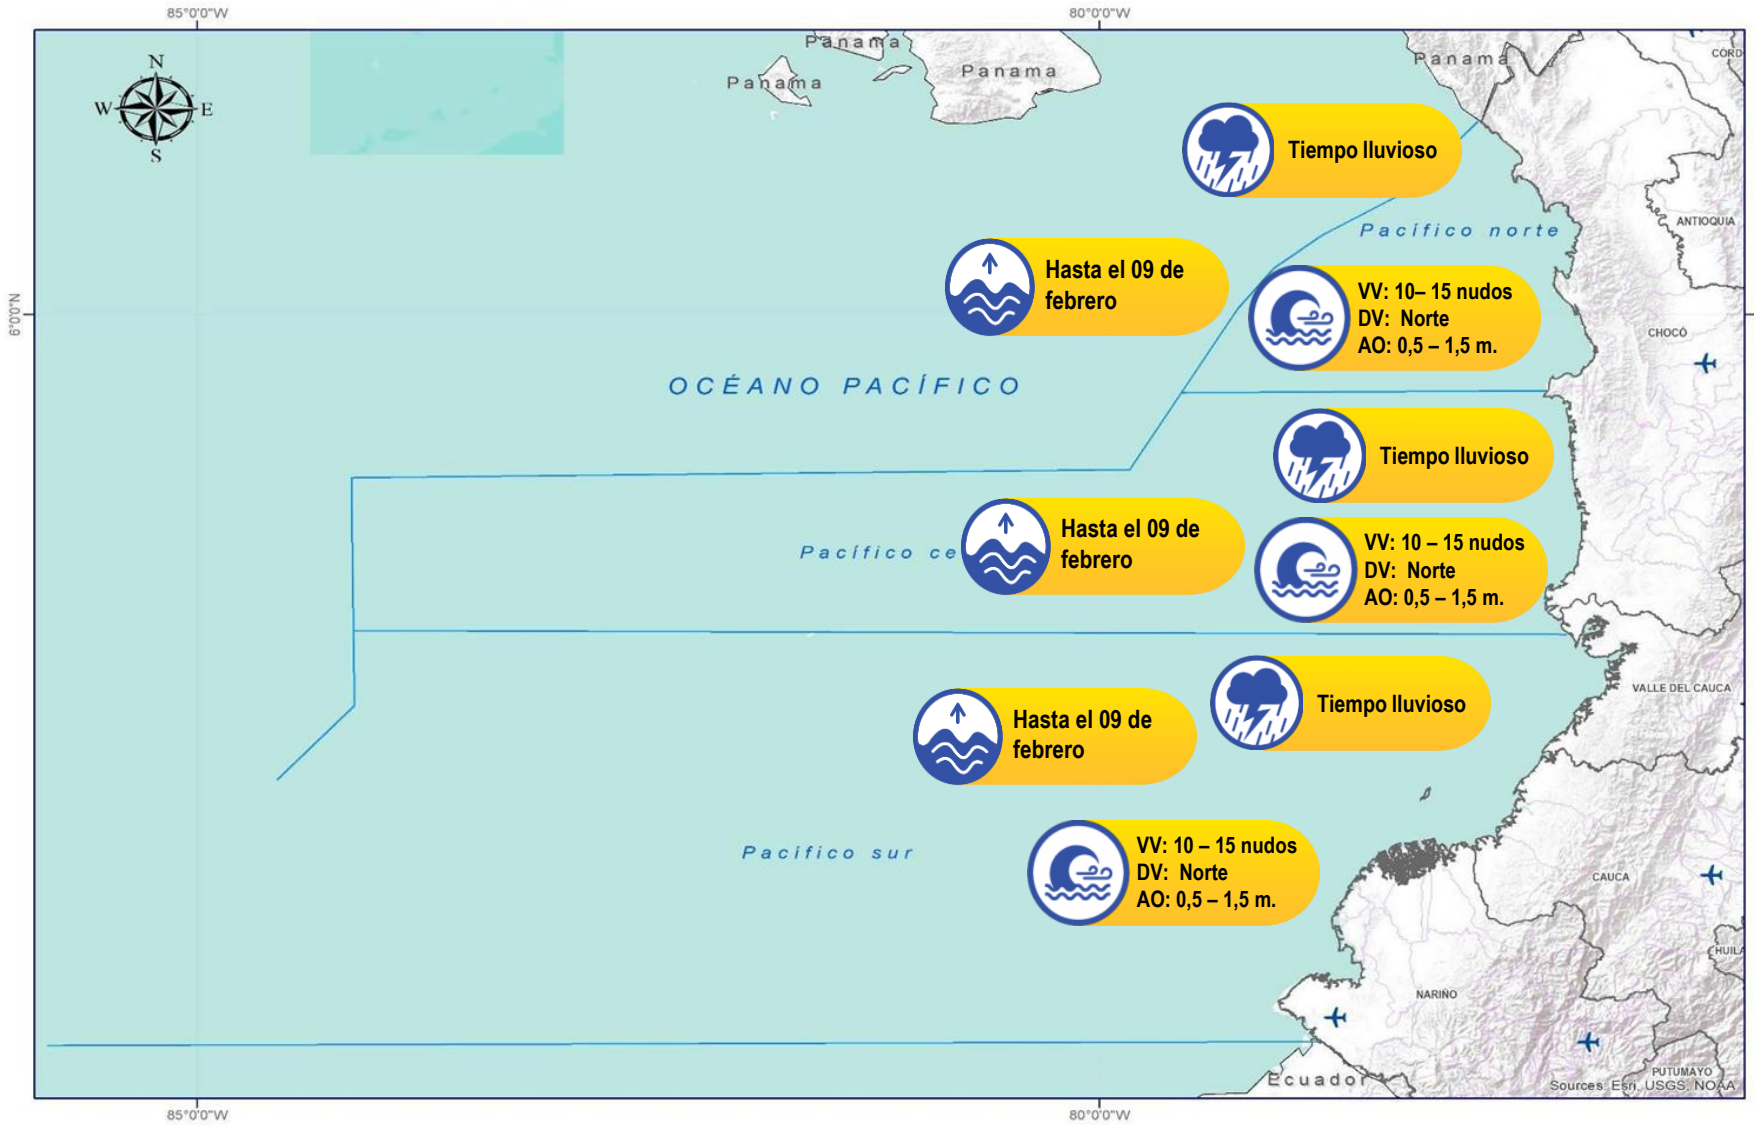 85°0'0"W
80°0'0"W
N
W
E
S
Panama
Panama
Panama
Panama
CÓRD
Tiempo lluvioso
ANTIOQUIA
Pacífico norte
Hasta el 09 de
febrero
VV: 10– 15 nudos
DV: Norte
AO: 0,5 – 1,5 m.
6°0'0"N
CHOCÓ
OCÉANO PACÍFICO
Tiempo lluvioso
Pacífico ce
Hasta el 09 de
febrero
VV: 10 – 15 nudos
DV: Norte
AO: 0,5 – 1,5 m.
VALLE DEL CAUCA
Tiempo lluvioso
Hasta el 09 de
febrero
Pacífico sur
VV: 10 – 15 nudos
DV: Norte
AO: 0,5 – 1,5 m.
CAUCA
HUILA
NARIÑO
PUTUMAYO
Ecuador
Sources: Esri, USGS, NOAA
85°0'0"W
80°0'0"W